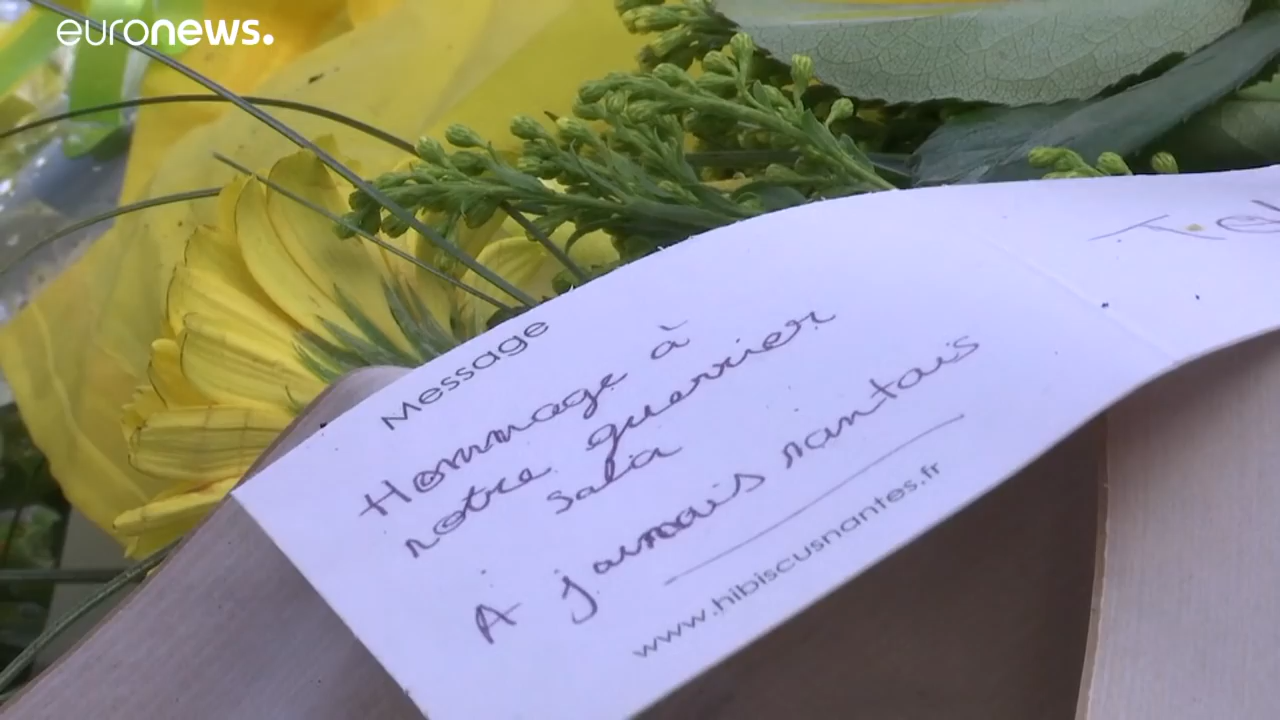 euronews.
Message
Hommage à
notre guerrier
Sala
A jamais nantais
www.hibiscusnantes.fr